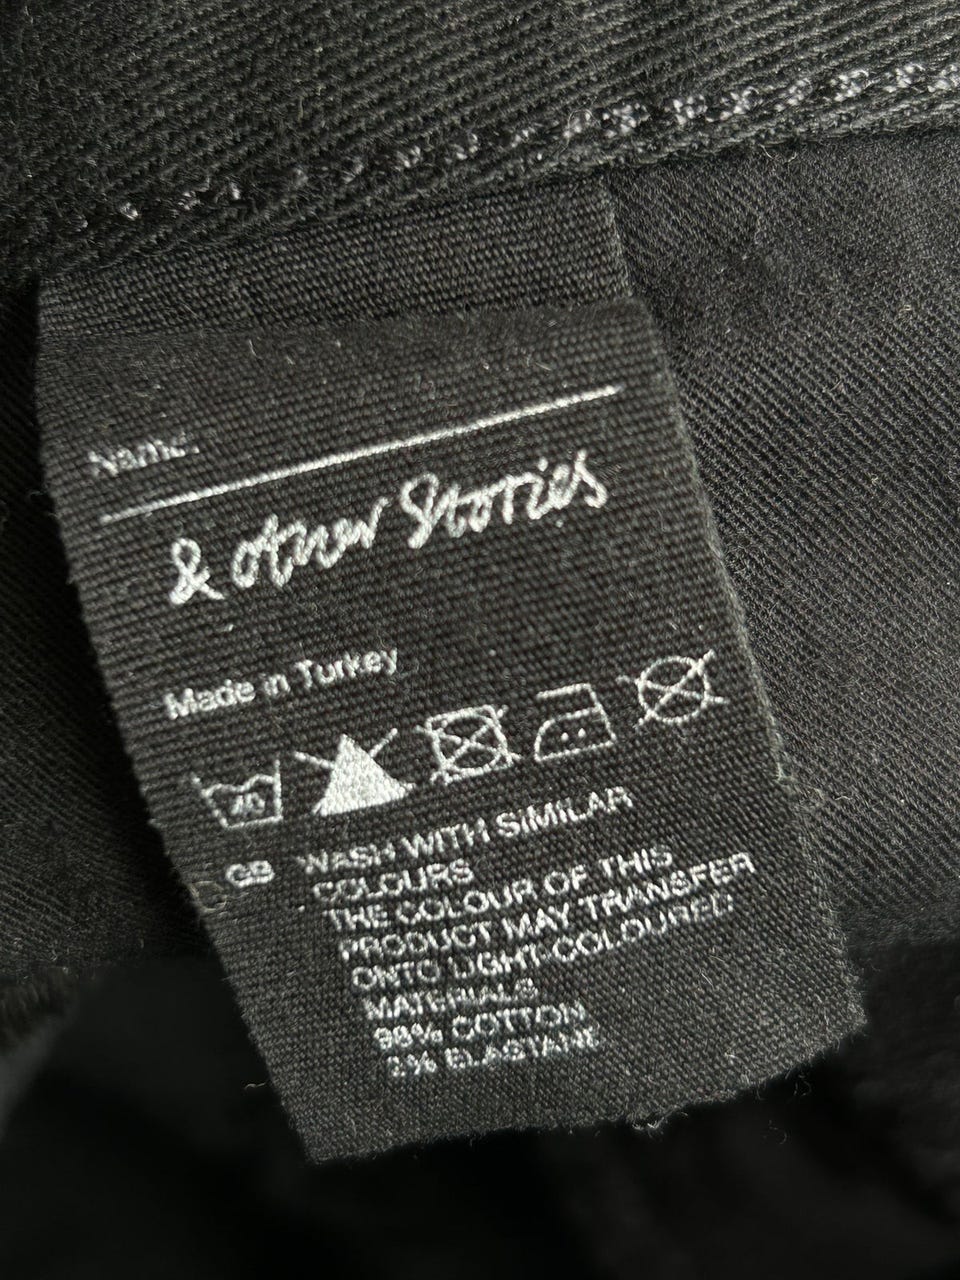 Name:
& other Stories
Made in Turkey
40
GB WASH WITH SIMILAR
COLOURS
THE COLOUR OF THIS
PRODUCT MAY TRANSFER
ONTO LIGHT-COLOURED
MATERIALS
98% COTTON
2% ELASTANE